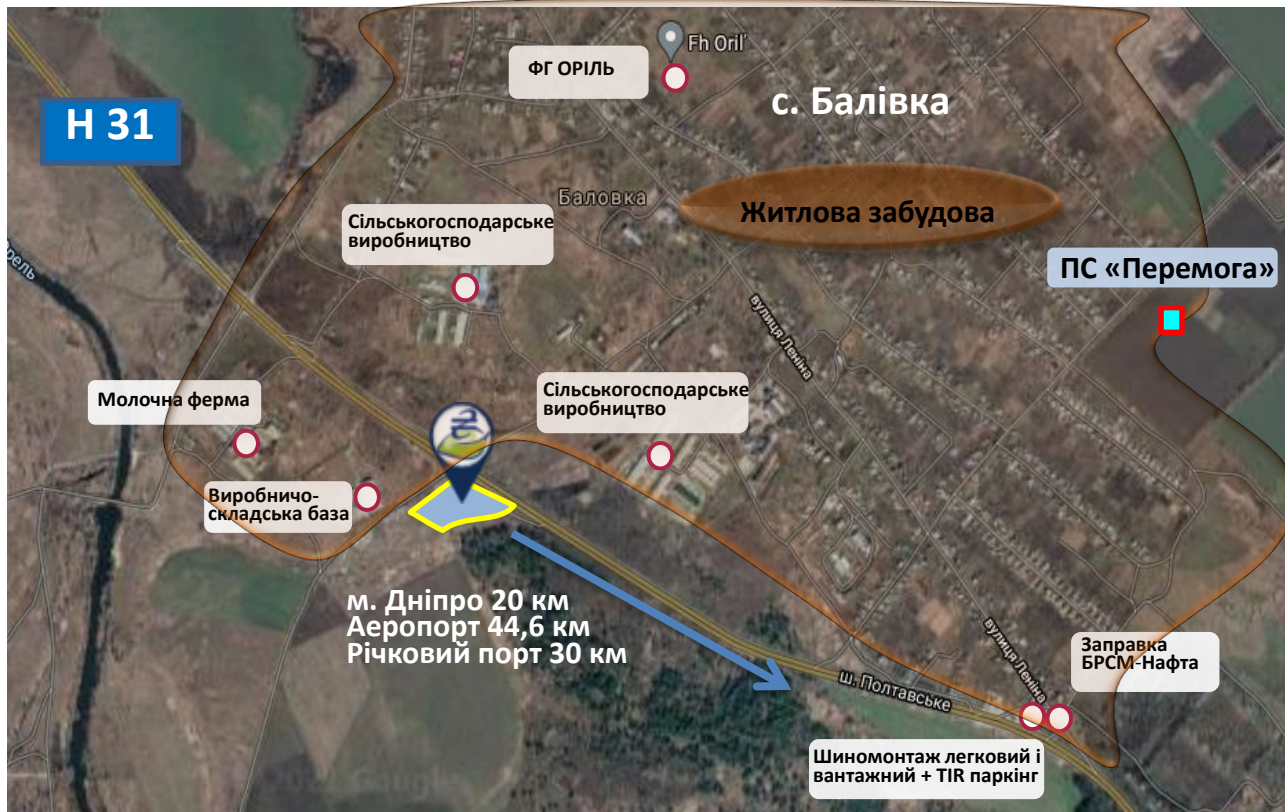 Fh Oril'
ФГ ОРІЛЬ
с. Балівка
Н 31
Баловка
Житлова забудова
Сільськогосподарське
виробництво
ПС «Перемога»
вулиця Леніна
Молочна ферма
Сільськогосподарське
виробництво
Виробничо-
складська база
м. Дніпро 20 км
Аеропорт 44,6 км
Річковий порт 30 км
вулиця Леніна
Заправка
БРСМ-Нафта
ш. Полтавське
Шиномонтаж легковий і
вантажний + TIR паркінг